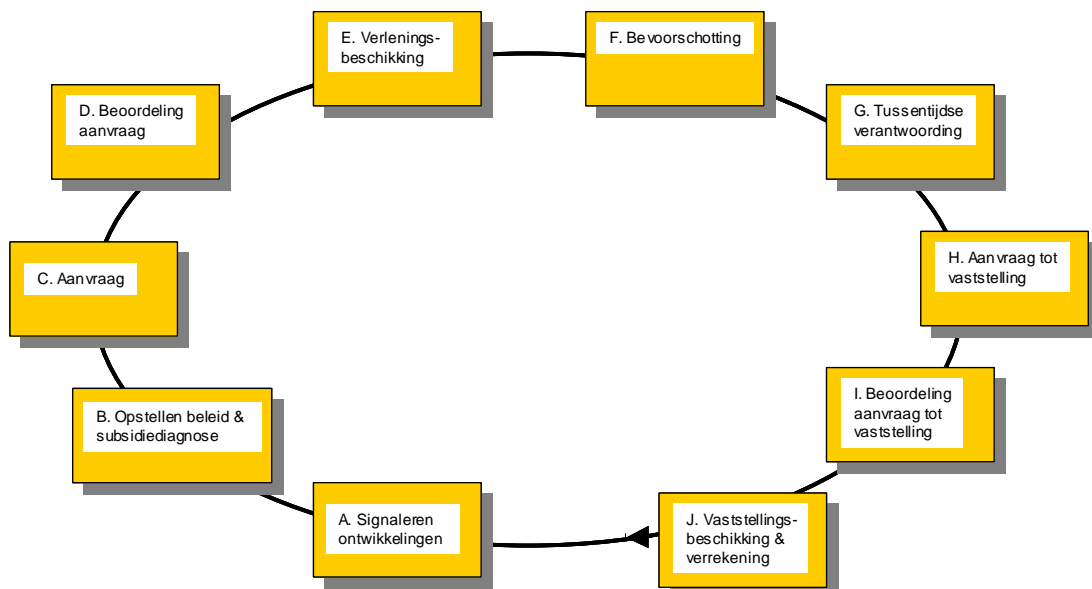 A. Signaleren
ontwikkelingen
B. Opstellen beleid &
subsidiediagnose
C. Aanvraag
D. Beoordeling
aanvraag
E. Verlenings-
beschikking
F. Bevoorschotting
G. Tussentijdse
verantwoording
H. Aanvraag tot
vaststelling
I. Beoordeling
aanvraag tot
vaststelling
J. Vaststellings-
beschikking &
verrekening